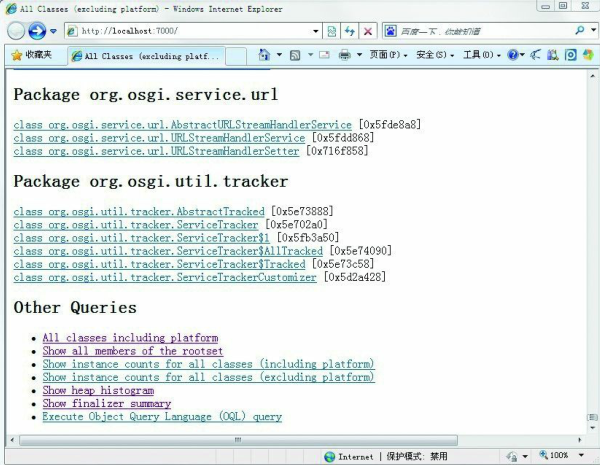 All Classes (excluding platform) - Windows Internet Explorer
http://localhost:7000/
百度一下,你就知道
收藏夹
All Classes (excluding platf...
页面(P)
安全(S)
工具(O)
Package org.osgi.service.url
class org.osgi.service.url.AbstractURLStreamHandlerService [0x5fde8a8]
class org.osgi.service.url.URLStreamHandlerService [0x5fdd868]
class org.osgi.service.url.URLStreamHandlerSetter [0x716f858]
Package org.osgi.util.tracker
class org.osgi.util.tracker.AbstractTracked [0x5e73888]
class org.osgi.util.tracker.ServiceTracker [0x5e702a0]
class org.osgi.util.tracker.ServiceTracker$1 [0x5fb3a50]
class org.osgi.util.tracker.ServiceTracker$AllTracked [0x5e74090]
class org.osgi.util.tracker.ServiceTracker$Tracked [0x5e73c58]
class org.osgi.util.tracker.ServiceTrackerCustomizer [0x5d2a428]
Other Queries
All classes including platform
Show all members of the rootset
Show instance counts for all classes (including platform)
Show instance counts for all classes (excluding platform)
Show heap histogram
Show finalizer summary
Execute Object Query Language (OQL) query
Internet | 保护模式: 禁用
100%